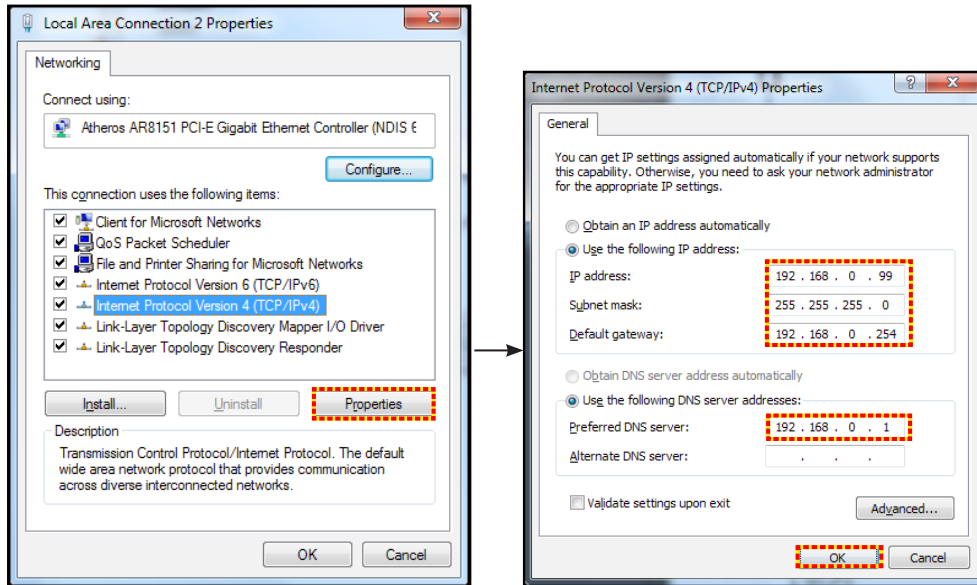 Local Area Connection 2 Properties
Networking
Connect using:
Atheros AR8151 PCI-E Gigabit Ethernet Controller (NDIS 6
Configure...
This connection uses the following items:
Client for Microsoft Networks
QoS Packet Scheduler
File and Printer Sharing for Microsoft Networks
Internet Protocol Version 6 (TCP/IPv6)
Internet Protocol Version 4 (TCP/IPv4)
Link-Layer Topology Discovery Mapper I/O Driver
Link-Layer Topology Discovery Responder
Install...
Uninstall
Properties
Description
Transmission Control Protocol/Internet Protocol. The default
wide area network protocol that provides communication
across diverse interconnected networks.
OK
Cancel
Internet Protocol Version 4 (TCP/IPv4) Properties
General
You can get IP settings assigned automatically if your network supports
this capability. Otherwise, you need to ask your network administrator
for the appropriate IP settings.
Obtain an IP address automatically
Use the following IP address:
IP address: 192 . 168 . 0 . 99
Subnet mask: 255 . 255 . 255 . 0
Default gateway: 192 . 168 . 0 . 254
Obtain DNS server address automatically
Use the following DNS server addresses:
Preferred DNS server: 192 . 168 . 0 . 1
Alternate DNS server: . . .
Validate settings upon exit
Advanced...
OK
Cancel